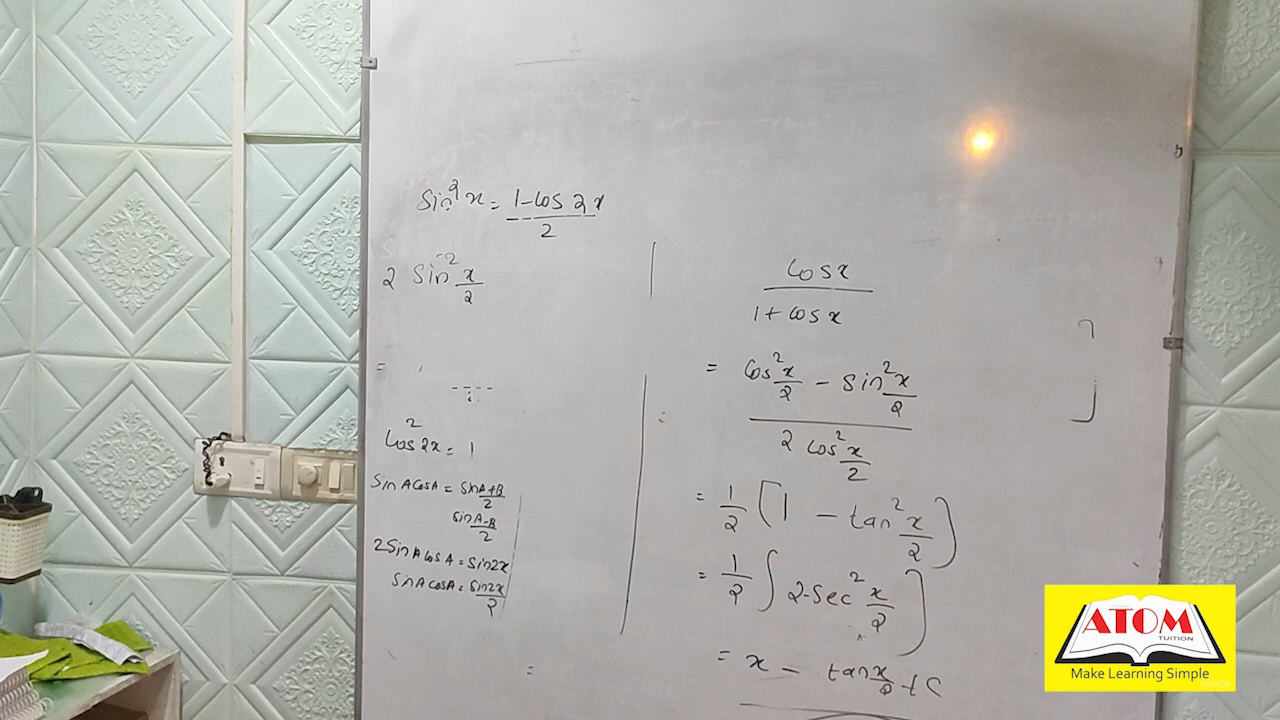 sin²x = 1-cos2x/2
2 sin² x/2
=
cos²2x = 1
sinAcosA = sinA+B/2
sinA-B/2
2sinAcosA = sin2x
sinAcosA = sin2x/2
cosx/1+cosx
= cos² x/2 - sin² x/2 / 2cos² x/2
= 1/2 [1 - tan² x/2)
= 1/2 ∫ 2-sec² x/2)
= x - tan x/2 + c
ATOM
TUITION
Make Learning Simple